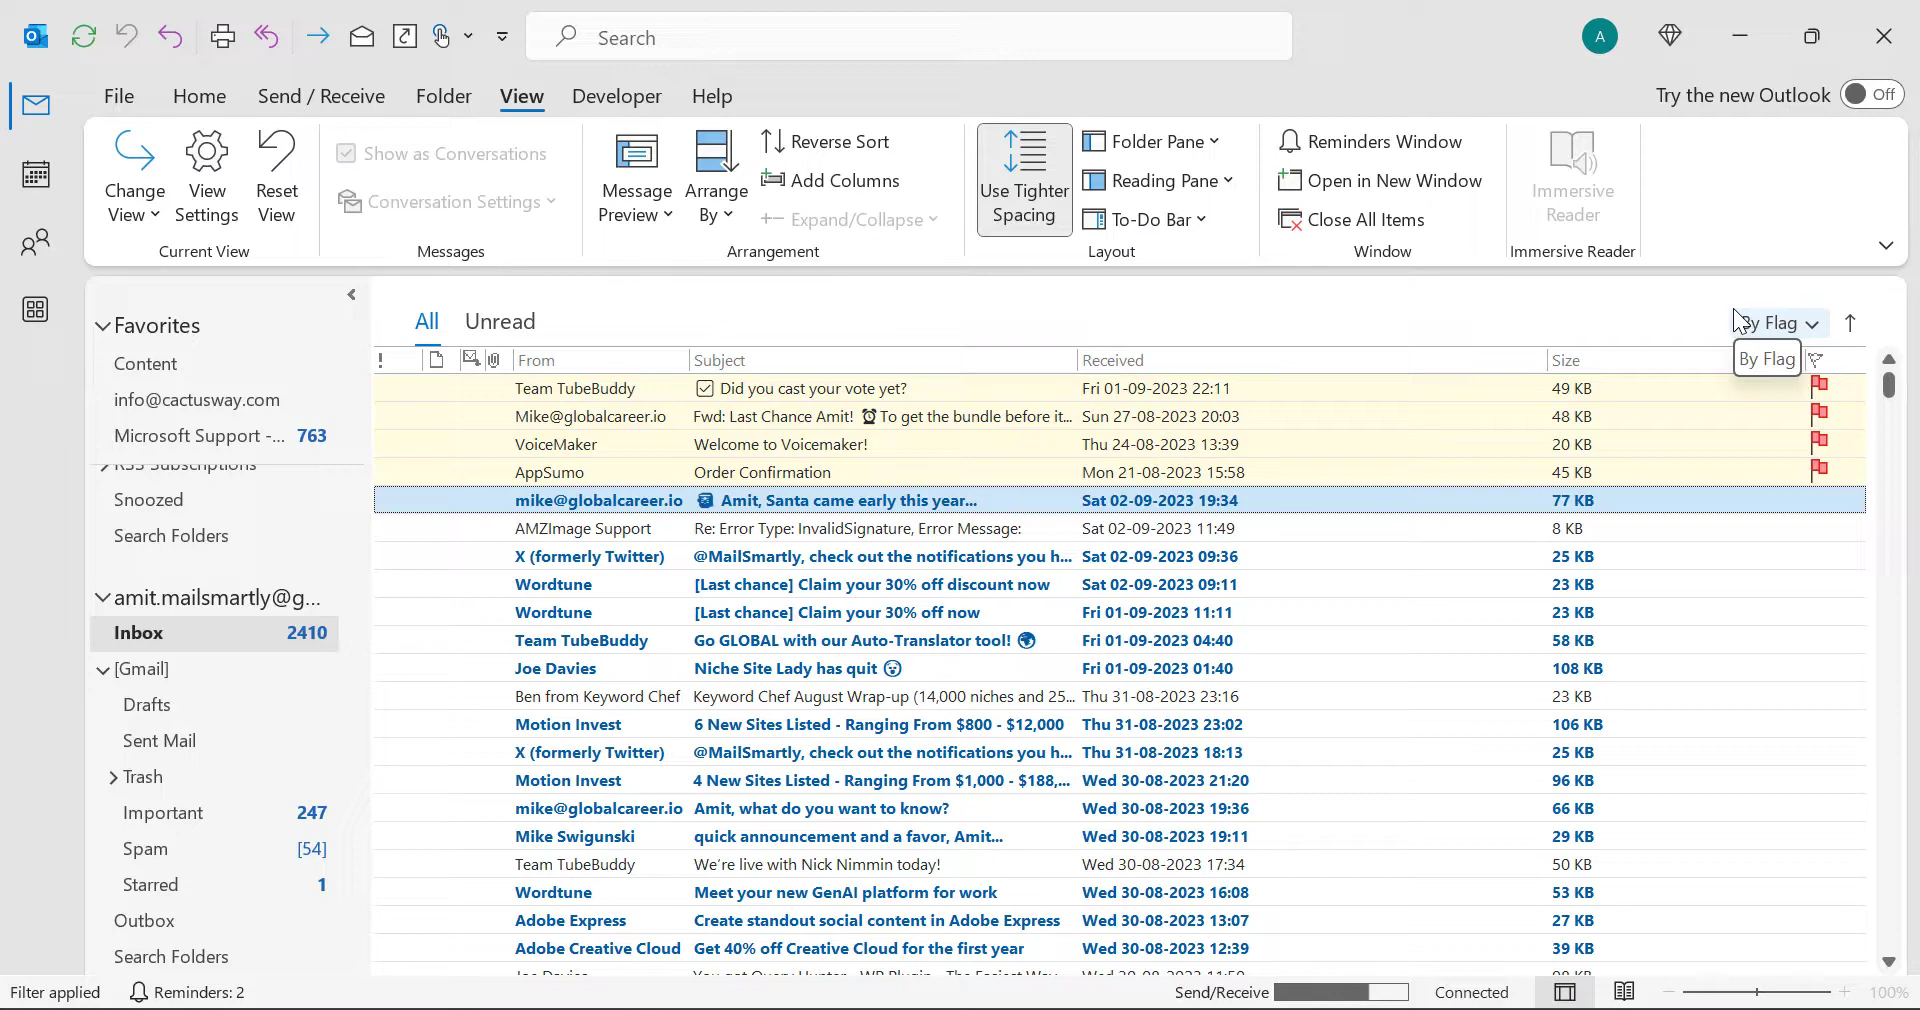 Search
A
File Home Send / Receive Folder View Developer Help
Try the new Outlook Off
Change View
View Settings
Reset View
Current View
Show as Conversations
Conversation Settings
Messages
Message Preview
Arrange By
Reverse Sort
Add Columns
Expand/Collapse
Arrangement
Use Tighter Spacing
Folder Pane
Reading Pane
To-Do Bar
Layout
Reminders Window
Open in New Window
Close All Items
Window
Immersive Reader
Immersive Reader
Favorites
Content
info@cactusway.com
Microsoft Support -... 763
RSS Subscriptions
Snoozed
Search Folders
amit.mailsmartly@g...
Inbox 2410
[Gmail]
Drafts
Sent Mail
Trash
Important 247
Spam [54]
Starred 1
Outbox
Search Folders
All Unread
By Flag
By Flag
! From Subject Received Size
Team TubeBuddy ☑ Did you cast your vote yet? Fri 01-09-2023 22:11 49 KB
Mike@globalcareer.io Fwd: Last Chance Amit! ⏰To get the bundle before it... Sun 27-08-2023 20:03 48 KB
VoiceMaker Welcome to Voicemaker! Thu 24-08-2023 13:39 20 KB
AppSumo Order Confirmation Mon 21-08-2023 15:58 45 KB
mike@globalcareer.io 🎅 Amit, Santa came early this year... Sat 02-09-2023 19:34 77 KB
AMZImage Support Re: Error Type: InvalidSignature, Error Message: Sat 02-09-2023 11:49 8 KB
X (formerly Twitter) @MailSmartly, check out the notifications you h... Sat 02-09-2023 09:36 25 KB
Wordtune [Last chance] Claim your 30% off discount now Sat 02-09-2023 09:11 23 KB
Wordtune [Last chance] Claim your 30% off now Fri 01-09-2023 11:11 23 KB
Team TubeBuddy Go GLOBAL with our Auto-Translator tool! 🌍 Fri 01-09-2023 04:40 58 KB
Joe Davies Niche Site Lady has quit 😮 Fri 01-09-2023 01:40 108 KB
Ben from Keyword Chef Keyword Chef August Wrap-up (14,000 niches and 25... Thu 31-08-2023 23:16 23 KB
Motion Invest 6 New Sites Listed - Ranging From $800 - $12,000 Thu 31-08-2023 23:02 106 KB
X (formerly Twitter) @MailSmartly, check out the notifications you h... Thu 31-08-2023 18:13 25 KB
Motion Invest 4 New Sites Listed - Ranging From $1,000 - $188,... Wed 30-08-2023 21:20 96 KB
mike@globalcareer.io Amit, what do you want to know? Wed 30-08-2023 19:36 66 KB
Mike Swigunski quick announcement and a favor, Amit... Wed 30-08-2023 19:11 29 KB
Team TubeBuddy We're live with Nick Nimmin today! Wed 30-08-2023 17:34 50 KB
Wordtune Meet your new GenAI platform for work Wed 30-08-2023 16:08 53 KB
Adobe Express Create standout social content in Adobe Express Wed 30-08-2023 13:07 27 KB
Adobe Creative Cloud Get 40% off Creative Cloud for the first year Wed 30-08-2023 12:39 39 KB
Filter applied Reminders: 2 Send/Receive Connected 100%